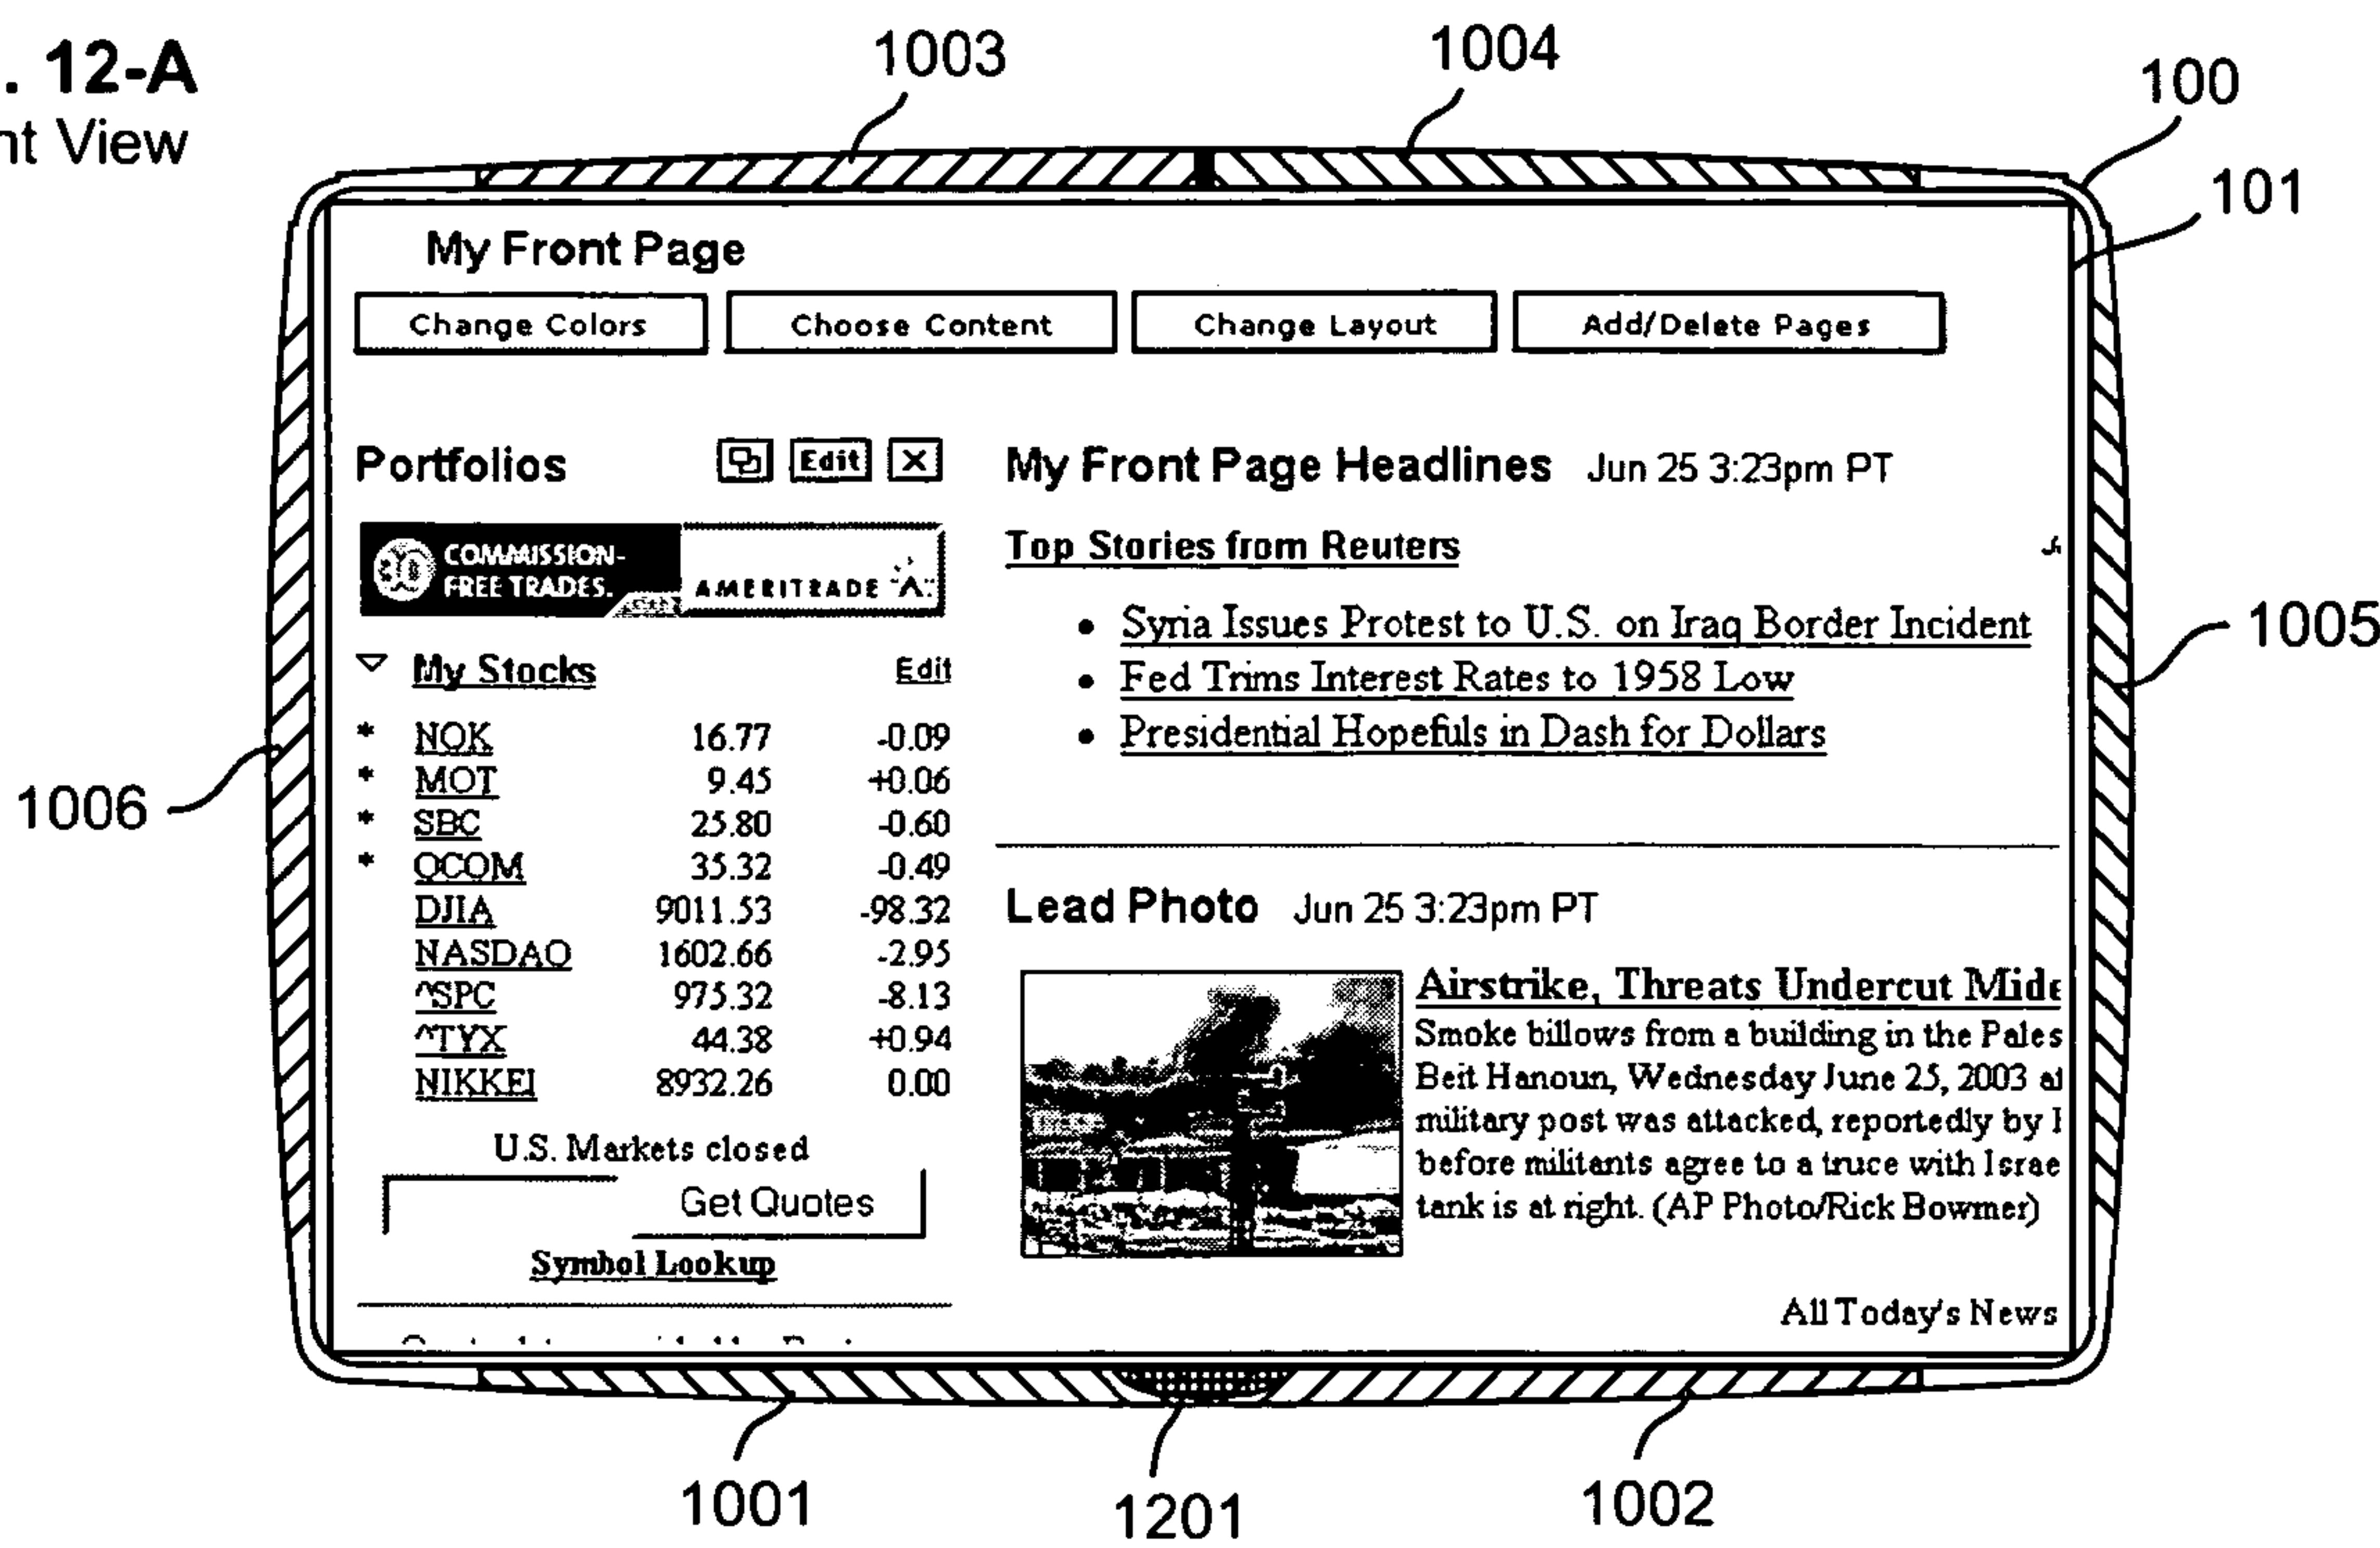 . 12-A
nt View
1003
1004
100
101
My Front Page
Change Colors
Choose Content
Change Layout
Add/Delete Pages
Portfolios
Edit
My Front Page Headlines Jun 25 3:23pm PT
COMMISSION-
FREE TRADES.
AMERITRADE
Top Stories from Reuters
• Syria Issues Protest to U.S. on Iraq Border Incident
• Fed Trims Interest Rates to 1958 Low
• Presidential Hopefuls in Dash for Dollars
1005
My Stocks Edit
* NOK 16.77 -0.09
* MOT 9.45 +0.06
* SBC 25.80 -0.60
* QCOM 35.32 -0.49
DJIA 9011.53 -98.32
NASDAQ 1602.66 -2.95
^SPC 975.32 -8.13
^TYX 44.38 +0.94
NIKKEI 8932.26 0.00
1006
U.S. Markets closed
Get Quotes
Symbol Lookup
Lead Photo Jun 25 3:23pm PT
Airstrike, Threats Undercut Mide
Smoke billows from a building in the Pales
Beit Hanoun, Wednesday June 25, 2003 at
military post was attacked, reportedly by
before militants agree to a truce with Israe
tank is at right. (AP Photo/Rick Bowmer)
All Today's News
1001
1201
1002